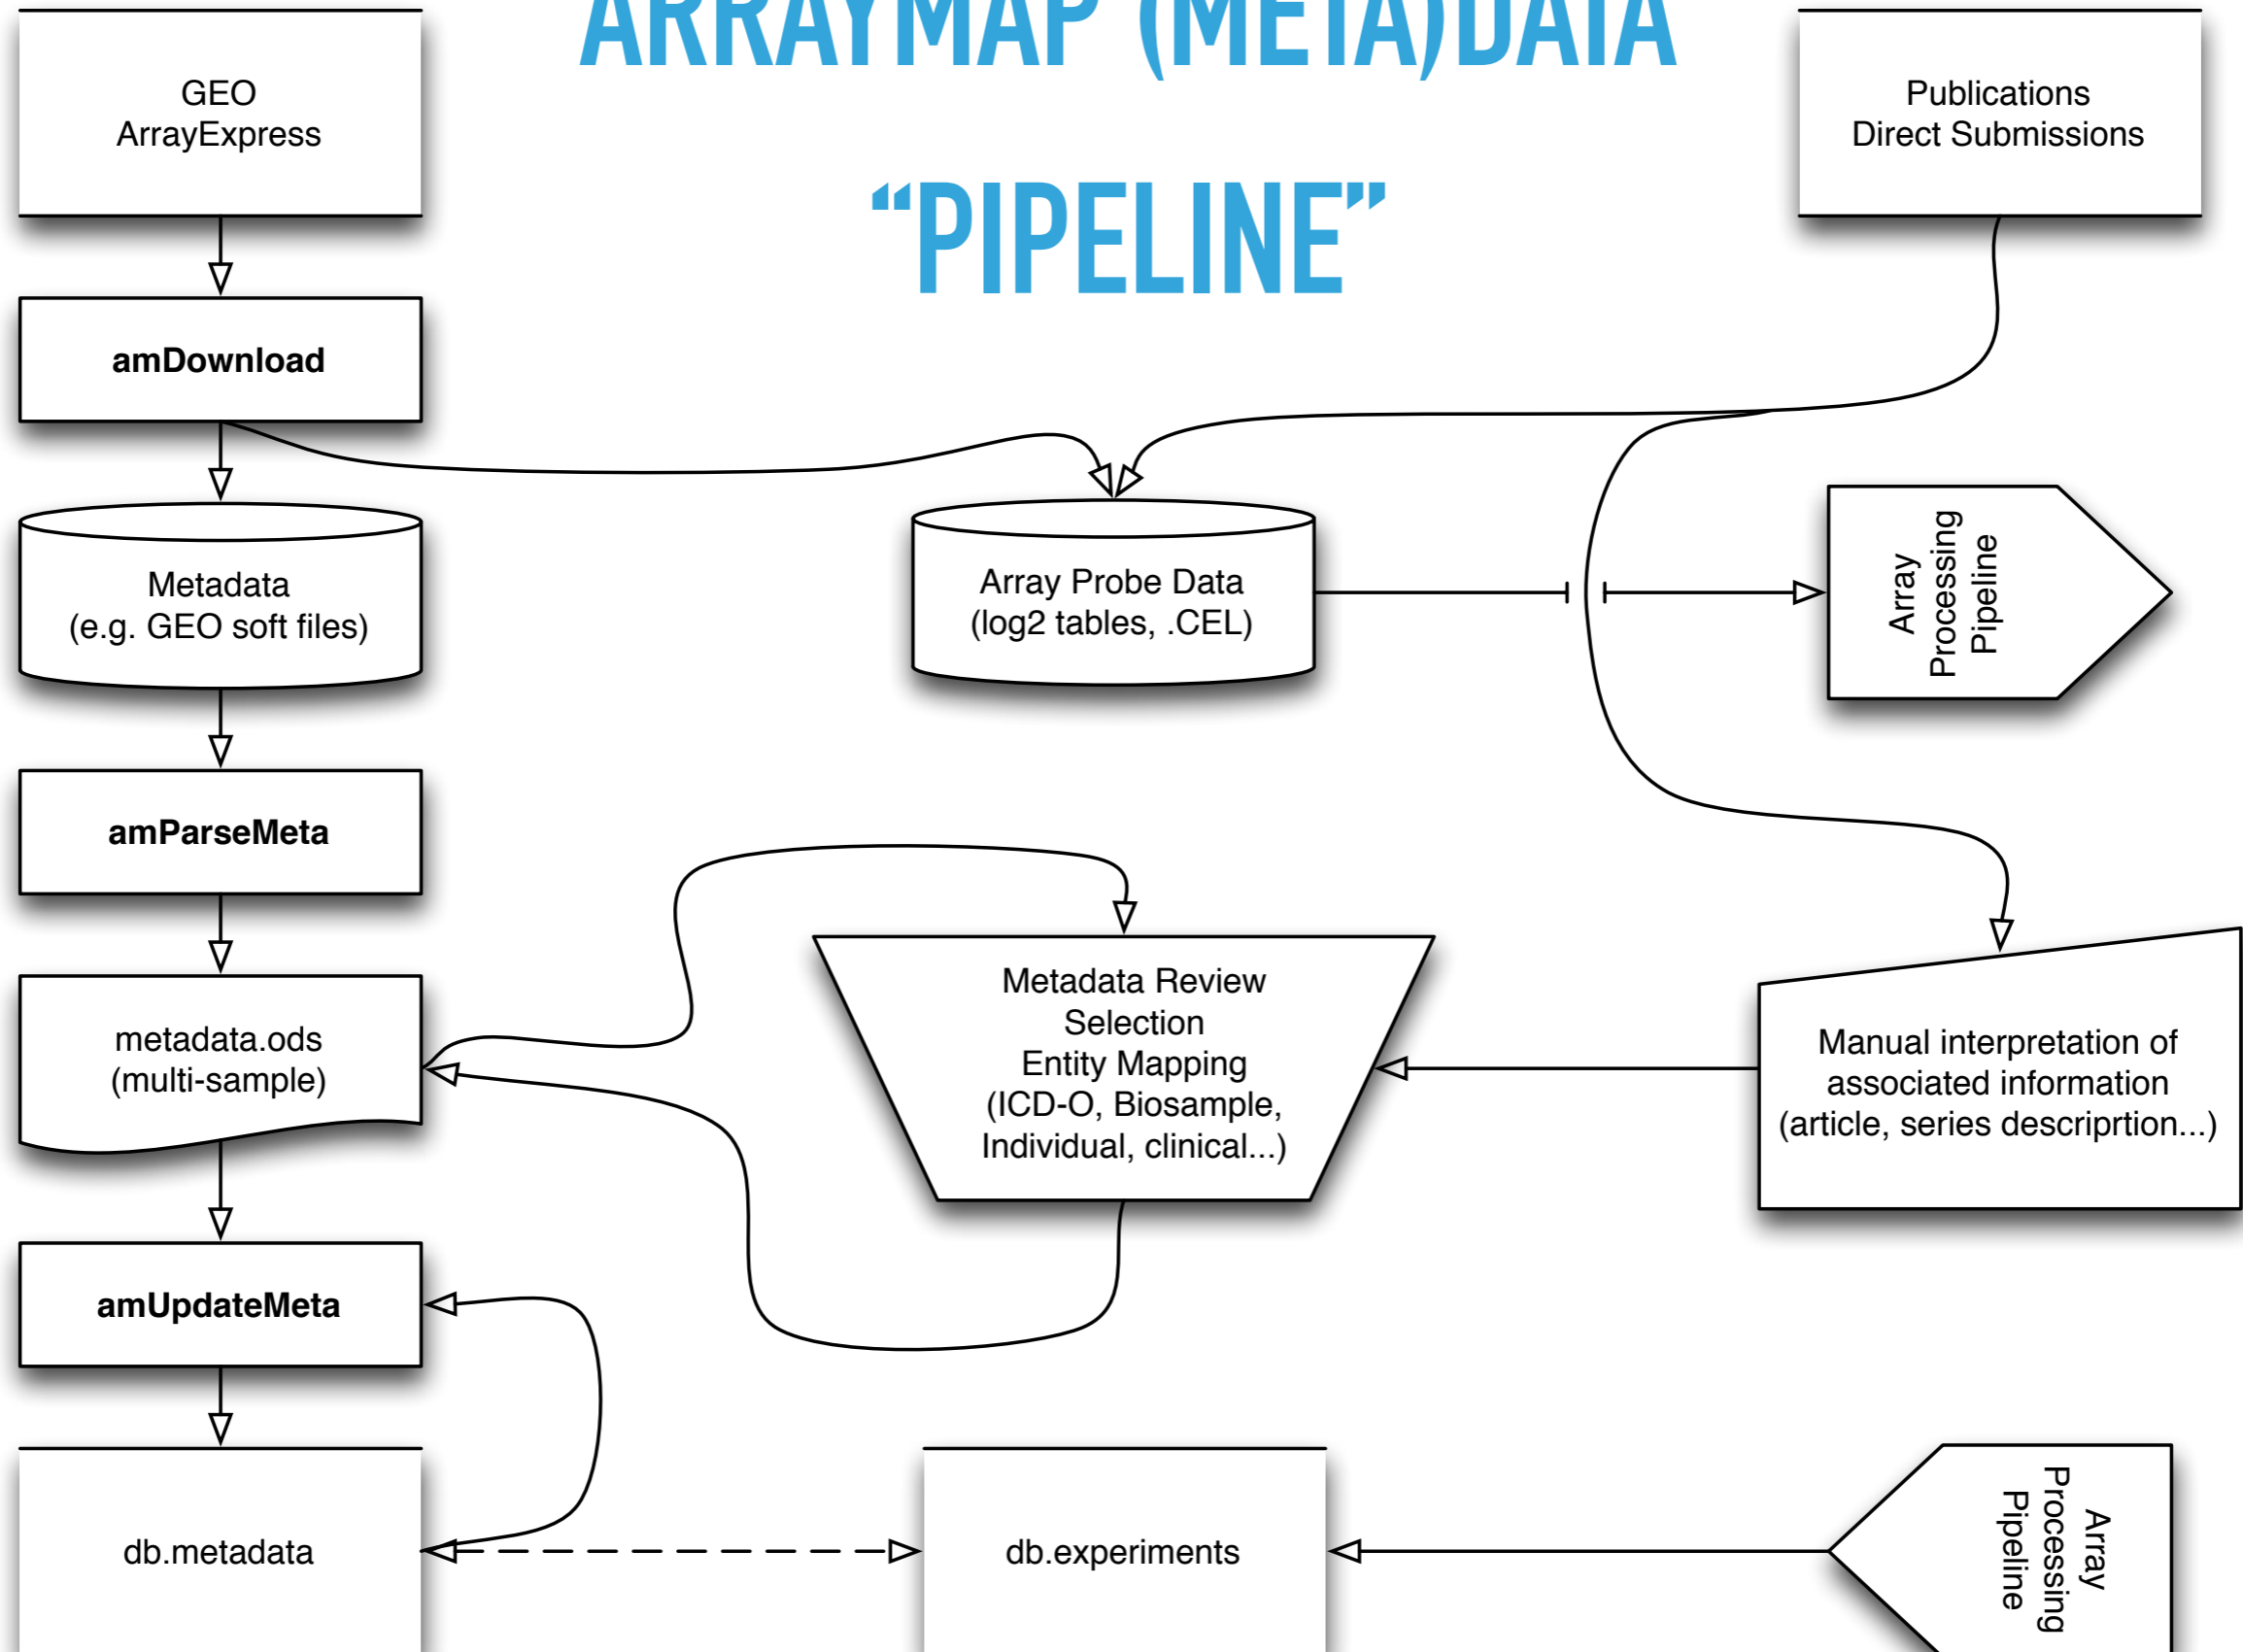 ARRAYMAP (META)DATA
“PIPELINE”
GEO
ArrayExpress
Publications
Direct Submissions
amDownload
Metadata
(e.g. GEO soft files)
Array Probe Data
(log2 tables, .CEL)
Array
Processing
Pipeline
amParseMeta
metadata.ods
(multi-sample)
Metadata Review
Selection
Entity Mapping
(ICD-O, Biosample,
Individual, clinical...)
Manual interpretation of
associated information
(article, series descriprtion...)
amUpdateMeta
db.metadata
db.experiments
Array
Processing
Pipeline